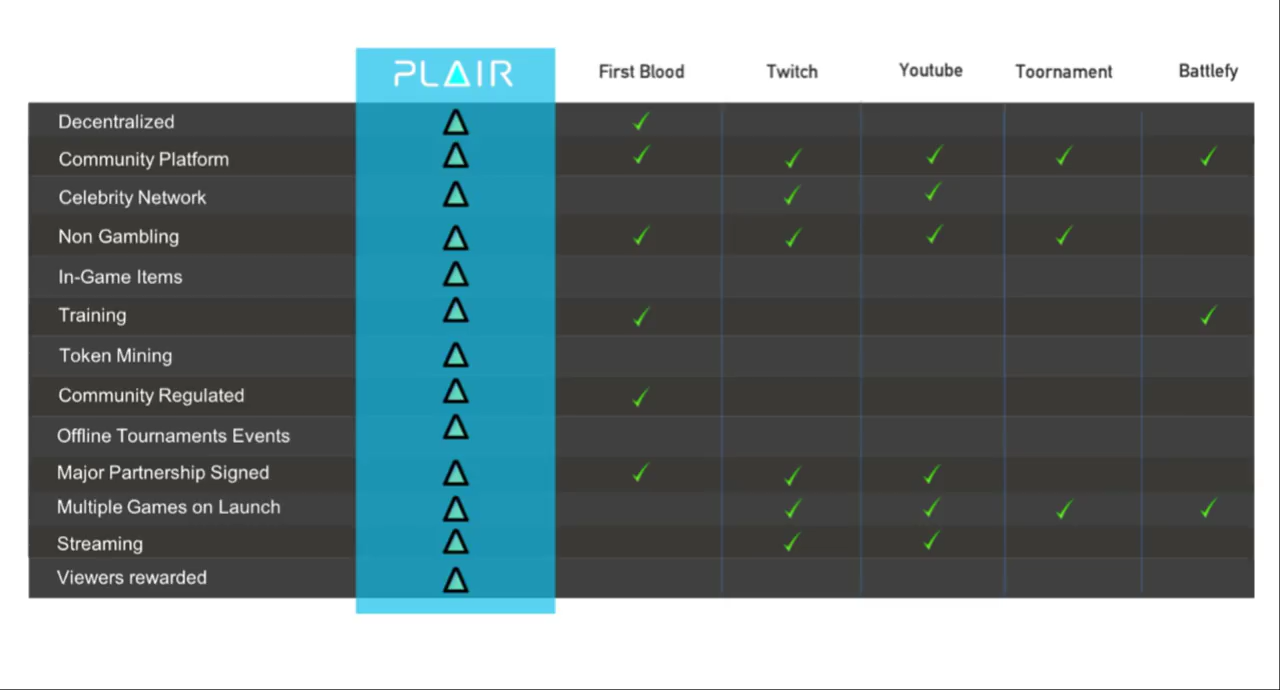 PLAIR First Blood Twitch Youtube Toornament Battlefy
Decentralized
Community Platform
Celebrity Network
Non Gambling
In-Game Items
Training
Token Mining
Community Regulated
Offline Tournaments Events
Major Partnership Signed
Multiple Games on Launch
Streaming
Viewers rewarded